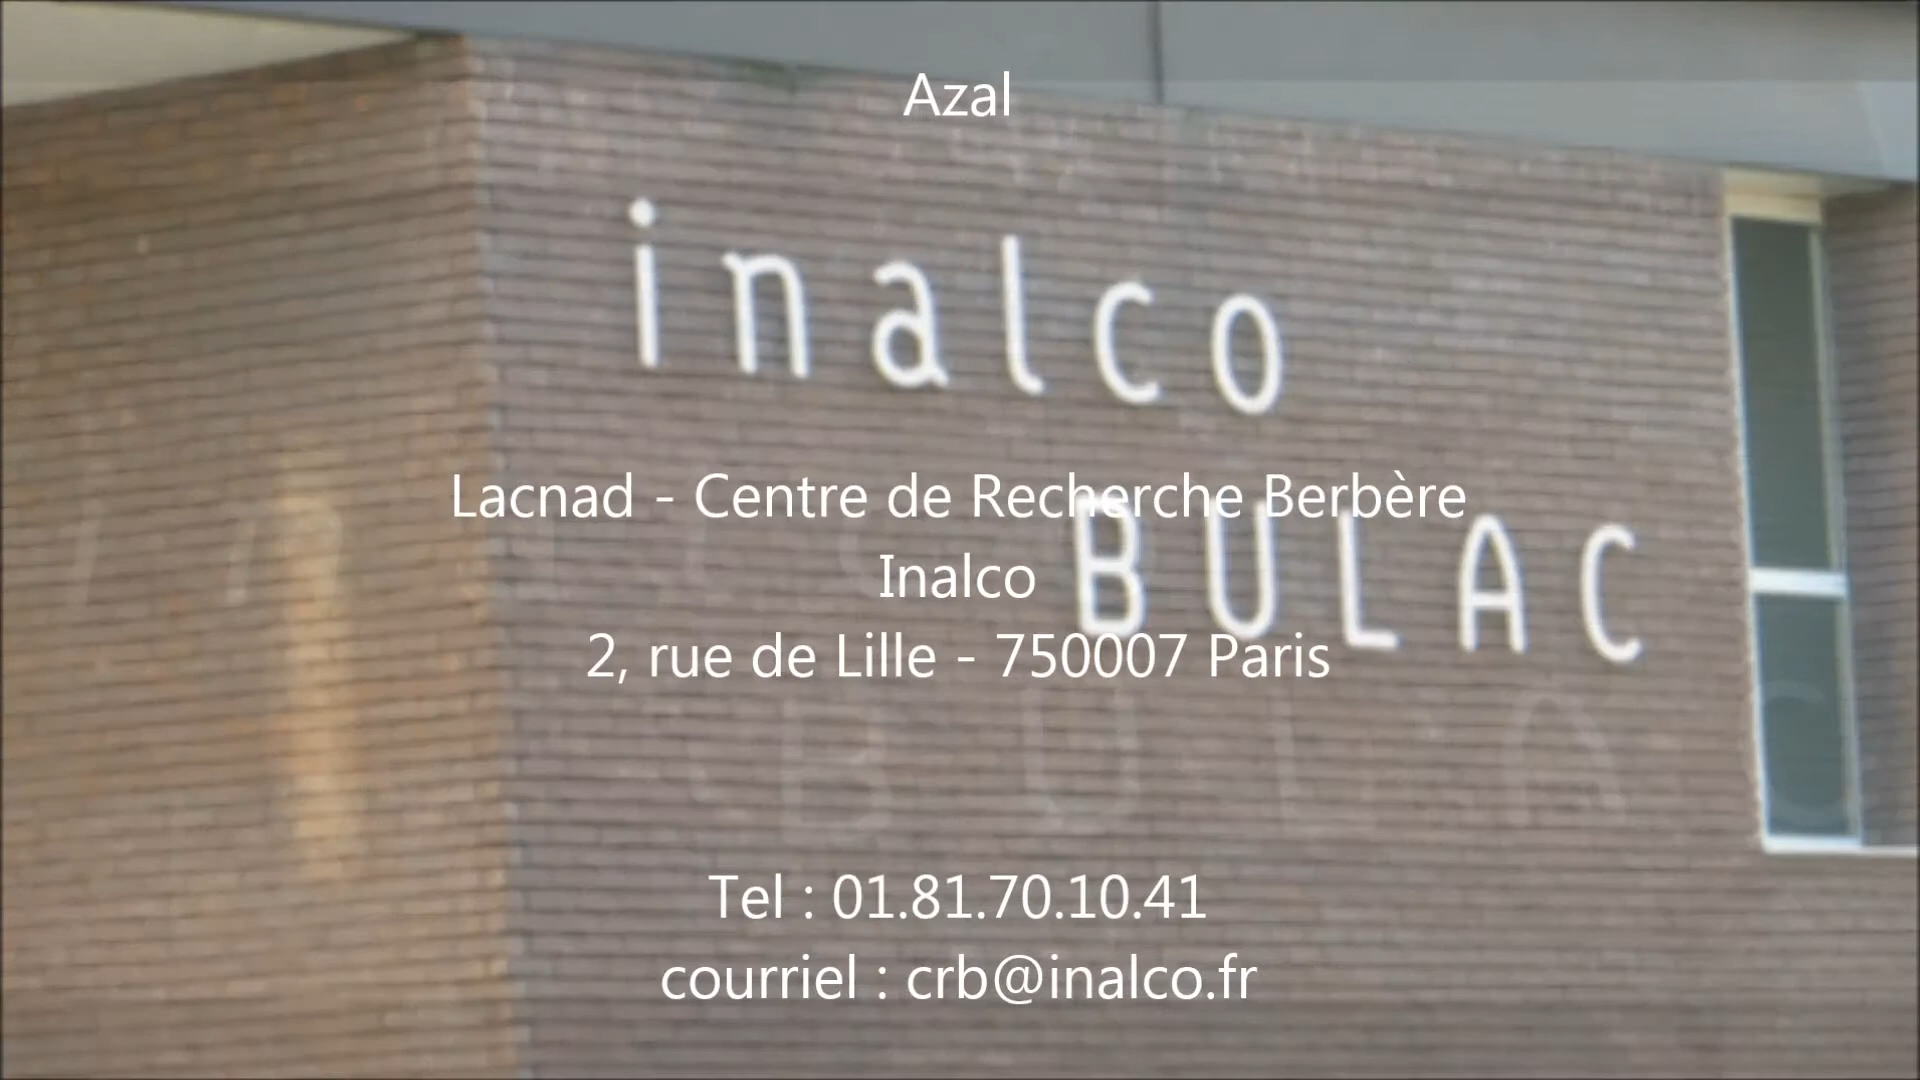 Azal
inalco
Lacnad - Centre de Recherche Berbère
BULAC
Inalco
2, rue de Lille - 750007 Paris
Tel : 01.81.70.10.41
courriel : crb@inalco.fr